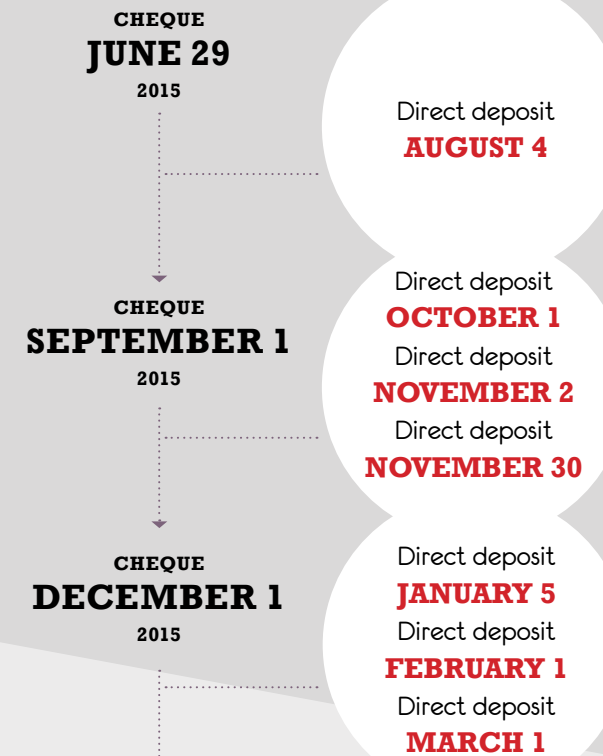 CHEQUE
JUNE 29
2015
Direct deposit
AUGUST 4
CHEQUE
SEPTEMBER 1
2015
Direct deposit
OCTOBER 1
Direct deposit
NOVEMBER 2
Direct deposit
NOVEMBER 30
CHEQUE
DECEMBER 1
2015
Direct deposit
JANUARY 5
Direct deposit
FEBRUARY 1
Direct deposit
MARCH 1